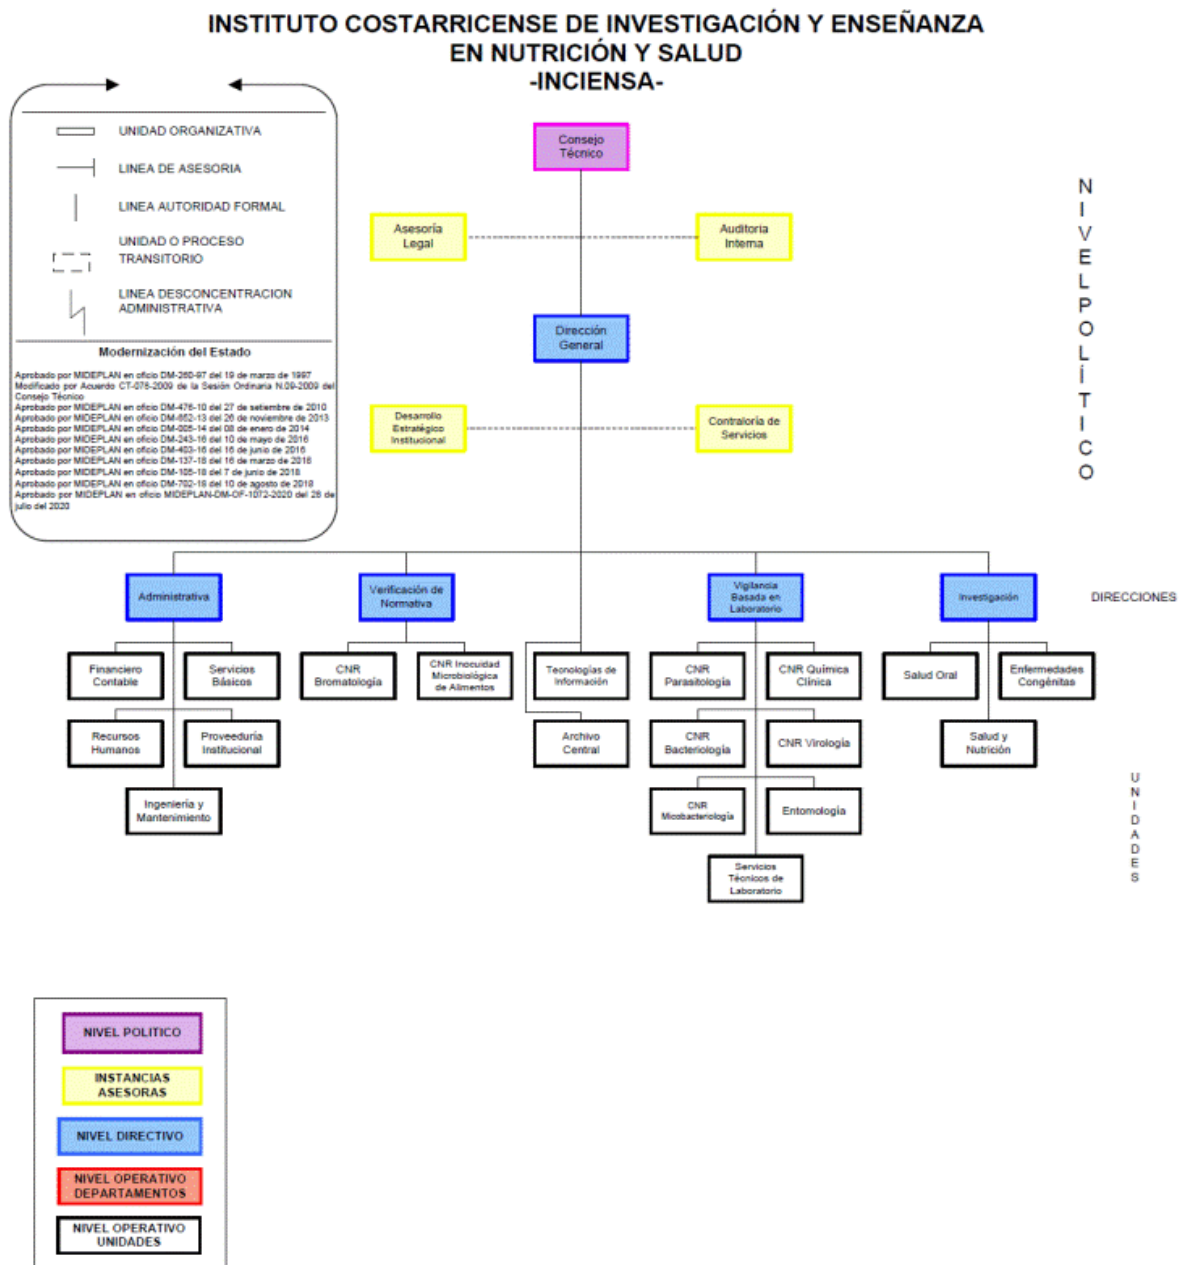 INSTITUTO COSTARRICENSE DE INVESTIGACIÓN Y ENSEÑANZA
EN NUTRICIÓN Y SALUD
-INCIENSA-
UNIDAD ORGANIZATIVA
LINEA DE ASESORIA
LINEA AUTORIDAD FORMAL
UNIDAD O PROCESO
TRANSITORIO
LINEA DESCONCENTRACION
ADMINISTRATIVA
Modernización del Estado
Aprobado por MIDEPLAN en oficio DM-260-97 del 19 de marzo de 1997
Modificado por Acuerdo CT-076-2009 de la Sesión Ordinaria N.09-2009 del
Consejo Técnico
Aprobado por MIDEPLAN en oficio DM-476-10 del 27 de setiembre de 2010
Aprobado por MIDEPLAN en oficio DM-652-13 del 26 de noviembre de 2013
Aprobado por MIDEPLAN en oficio DM-005-14 del 08 de enero de 2014
Aprobado por MIDEPLAN en oficio DM-243-16 del 10 de mayo de 2016
Aprobado por MIDEPLAN en oficio DM-403-16 del 16 de junio de 2016
Aprobado por MIDEPLAN en oficio DM-137-18 del 16 de marzo de 2018
Aprobado por MIDEPLAN en oficio DM-105-18 del 7 de junio de 2018
Aprobado por MIDEPLAN en oficio DM-702-18 del 10 de agosto de 2018
Aprobado por MIDEPLAN en oficio MIDEPLAN-DM-OF-1072-2020 del 28 de
julio del 2020
Consejo
Técnico
Asesoría
Legal
Auditoria
Interna
Dirección
General
Desarrollo
Estratégico
Institucional
Contraloría de
Servicios
NIVEL POLÍTICO
Administrativa
Verificación de
Normativa
Vigilancia
Basada en
Laboratorio
Investigación
DIRECCIONES
Financiero
Contable
Servicios
Básicos
CNR
Bromatología
CNR Inocuidad
Microbiológica
de Alimentos
Tecnologías de
Información
CNR
Parasitología
CNR Química
Clínica
Salud Oral
Enfermedades
Congénitas
Recursos
Humanos
Proveeduría
Institucional
Archivo
Central
CNR
Bacteriología
CNR Virología
Salud y
Nutrición
Ingeniería y
Mantenimiento
CNR
Micobacteriología
Entomología
Servicios
Técnicos de
Laboratorio
UNIDADES
NIVEL POLITICO
INSTANCIAS
ASESORAS
NIVEL DIRECTIVO
NIVEL OPERATIVO
DEPARTAMENTOS
NIVEL OPERATIVO
UNIDADES